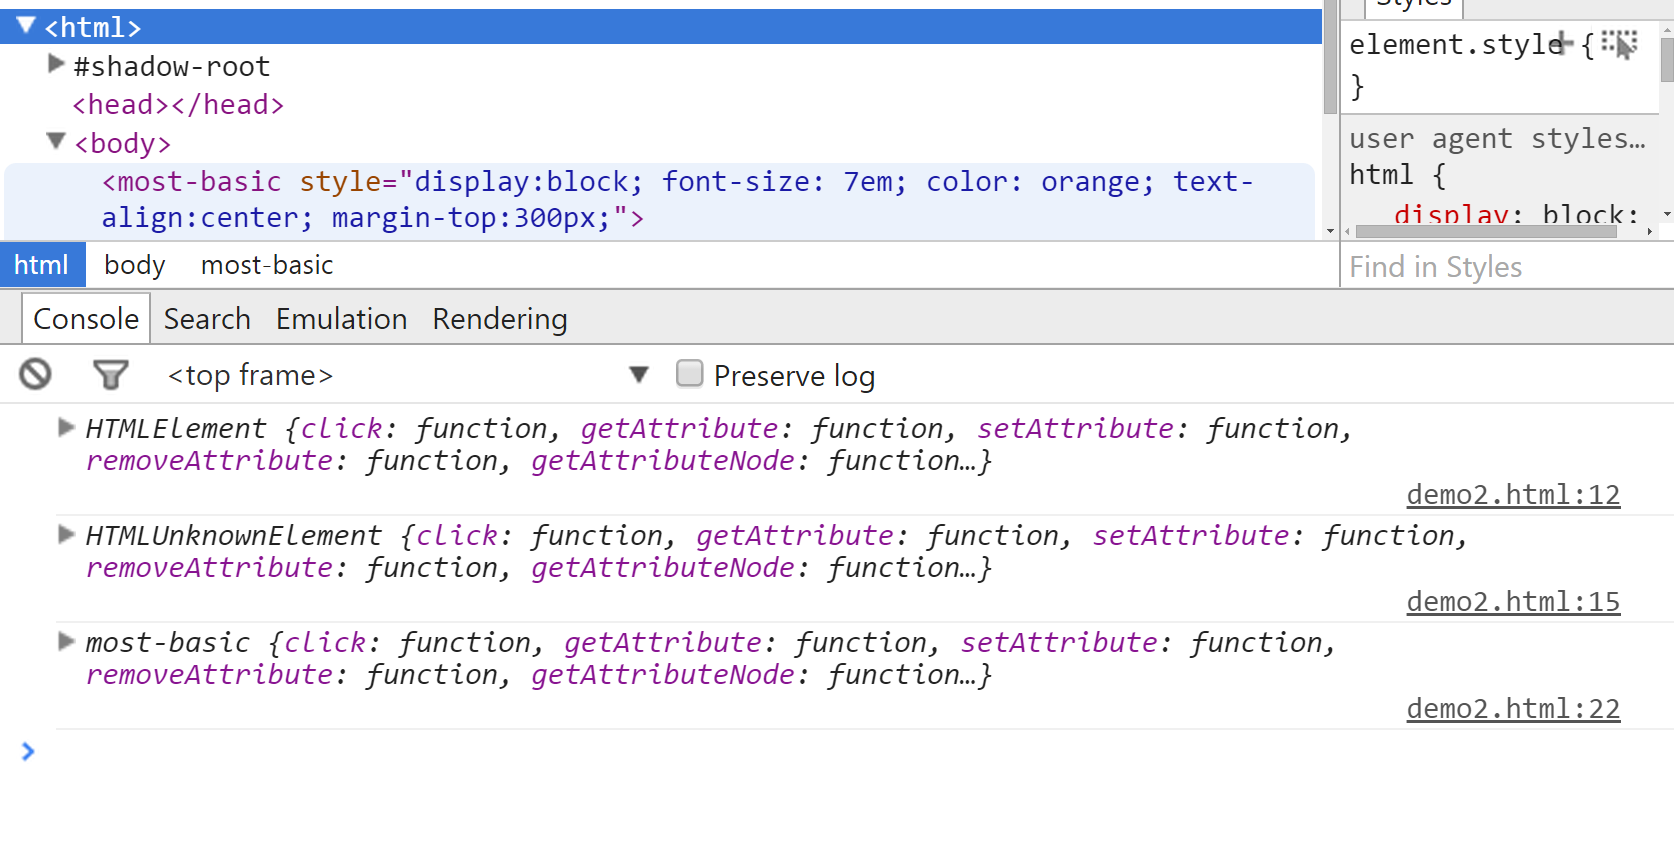 <html>
#shadow-root
<head></head>
<body>
<most-basic style="display:block; font-size: 7em; color: orange; text-
align:center; margin-top:300px;">
html body most-basic
Styles
element.style {
}
user agent styles…
html {
display: block;
Find in Styles
Console Search Emulation Rendering
<top frame> Preserve log
HTMLElement {click: function, getAttribute: function, setAttribute: function,
removeAttribute: function, getAttributeNode: function…}
demo2.html:12
HTMLUnknownElement {click: function, getAttribute: function, setAttribute: function,
removeAttribute: function, getAttributeNode: function…}
demo2.html:15
most-basic {click: function, getAttribute: function, setAttribute: function,
removeAttribute: function, getAttributeNode: function…}
demo2.html:22